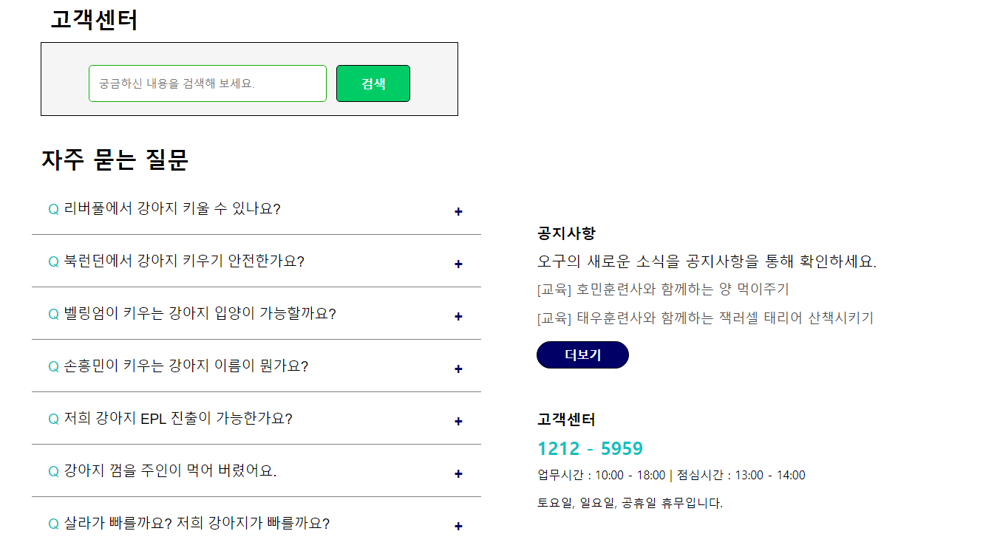 고객센터
궁금하신 내용을 검색해 보세요.
검색
자주 묻는 질문
Q 리버풀에서 강아지 키울 수 있나요? +
Q 북런던에서 강아지 키우기 안전한가요? +
Q 벨링엄이 키우는 강아지 입양이 가능할까요? +
Q 손흥민이 키우는 강아지 이름이 뭔가요? +
Q 저희 강아지 EPL 진출이 가능한가요? +
Q 강아지 껌을 주인이 먹어 버렸어요. +
Q 살라가 빠를까요? 저희 강아지가 빠를까요? +
공지사항
오구의 새로운 소식을 공지사항을 통해 확인하세요.
[교육] 호민훈련사와 함께하는 양 먹이주기
[교육] 태우훈련사와 함께하는 잭러셀 태리어 산책시키기
더보기
고객센터
1212 - 5959
업무시간 : 10:00 - 18:00 | 점심시간 : 13:00 - 14:00
토요일, 일요일, 공휴일 휴무입니다.